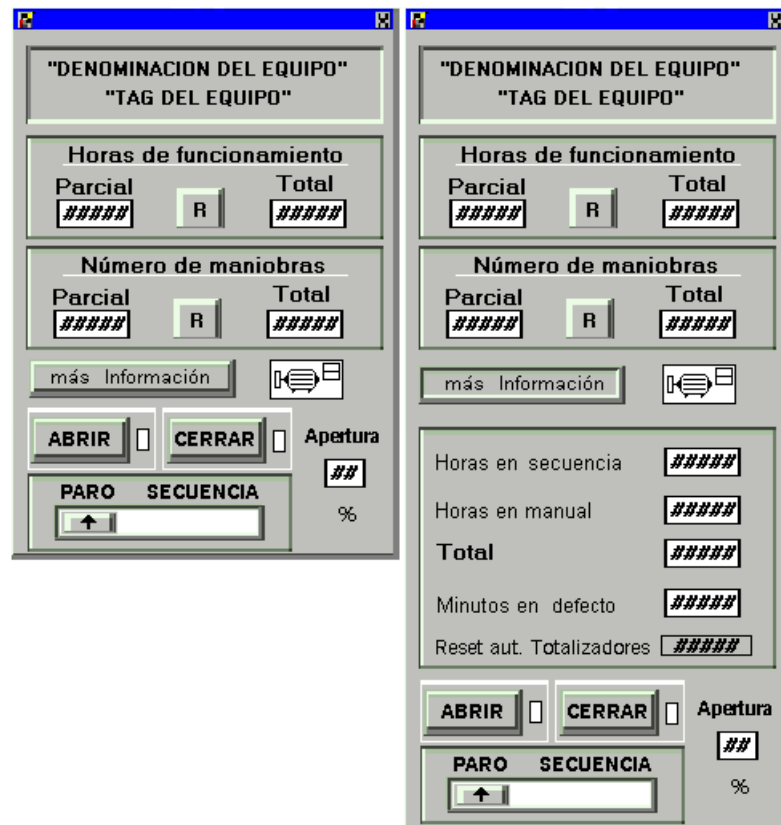 "DENOMINACION DEL EQUIPO"
"TAG DEL EQUIPO"
Horas de funcionamiento
Parcial Total
##### R #####
Número de maniobras
Parcial Total
##### R #####
más Información
ABRIR CERRAR Apertura
##
PARO SECUENCIA
%
"DENOMINACION DEL EQUIPO"
"TAG DEL EQUIPO"
Horas de funcionamiento
Parcial Total
##### R #####
Número de maniobras
Parcial Total
##### R #####
más Información
Horas en secuencia #####
Horas en manual #####
Total #####
Minutos en defecto #####
Reset aut. Totalizadores #####
ABRIR CERRAR Apertura
##
PARO SECUENCIA
%